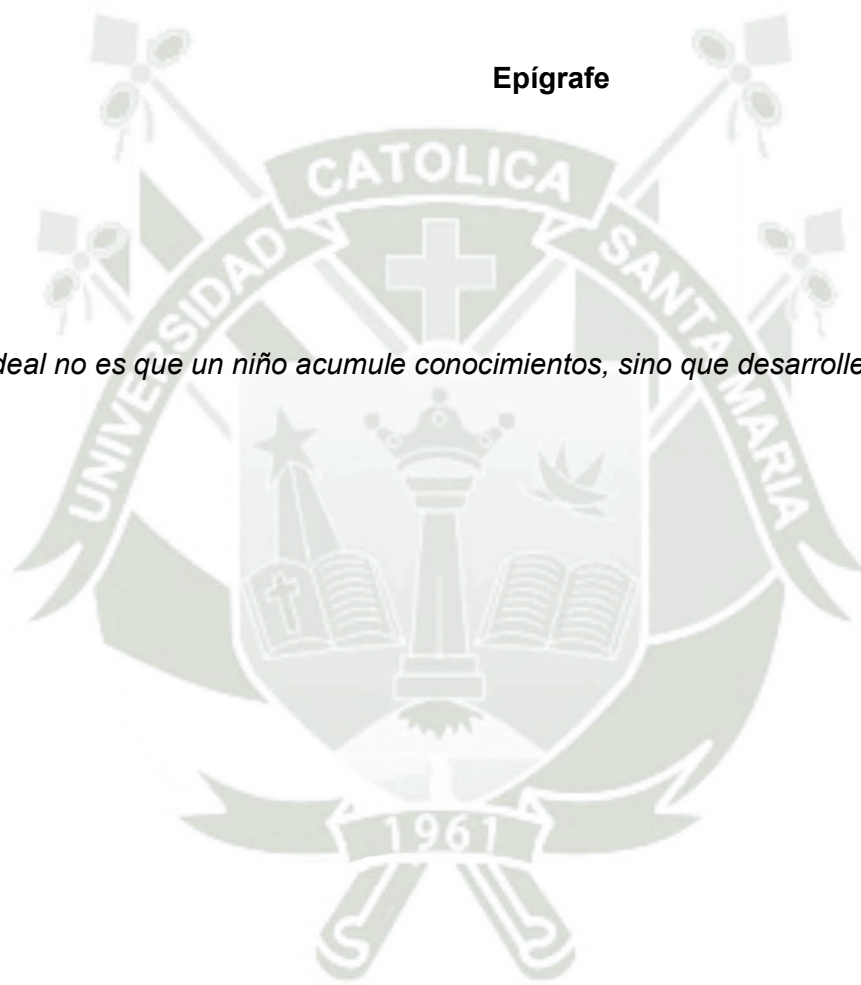 Epígrafe
CATOLICA
UNIVERSIDAD
SANTA MARIA
deal no es que un niño acumule conocimientos, sino que desarrolle
1961